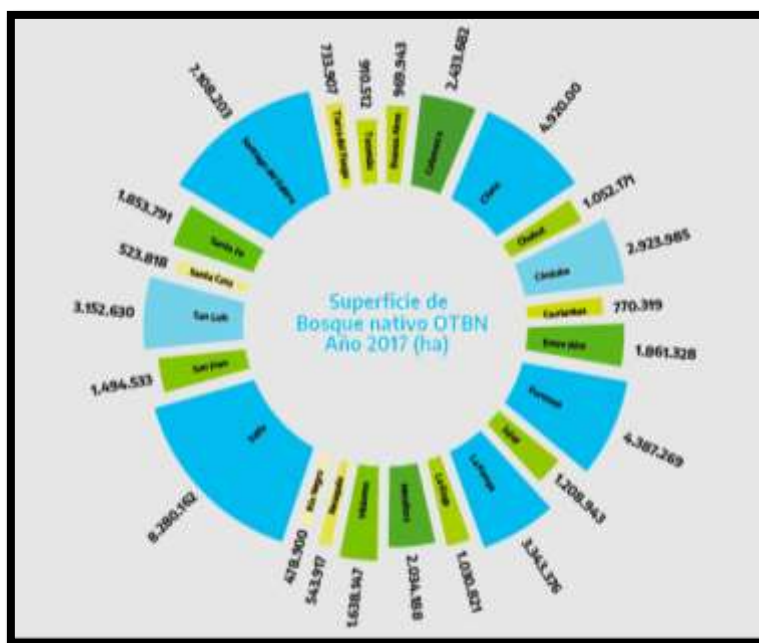 Superficie de
Bosque nativo OTBN
Año 2017 (ha)
Buenos Aires
969.943
Catamarca
2.433.682
Chaco
4.920.00
Chubut
1.052.171
Córdoba
2.923.985
Corrientes
770.319
Entre Ríos
1.861.328
Formosa
4.387.269
Jujuy
1.208.943
La Pampa
3.343.376
La Rioja
1.030.821
Mendoza
2.034.188
Misiones
1.638.147
Neuquén
543.917
Río Negro
478.900
Salta
8.280.162
San Juan
1.494.533
San Luis
3.152.630
Santa Cruz
523.818
Santa Fe
1.853.791
Santiago del Estero
7.108.203
Tierra del Fuego
733.907
Tucumán